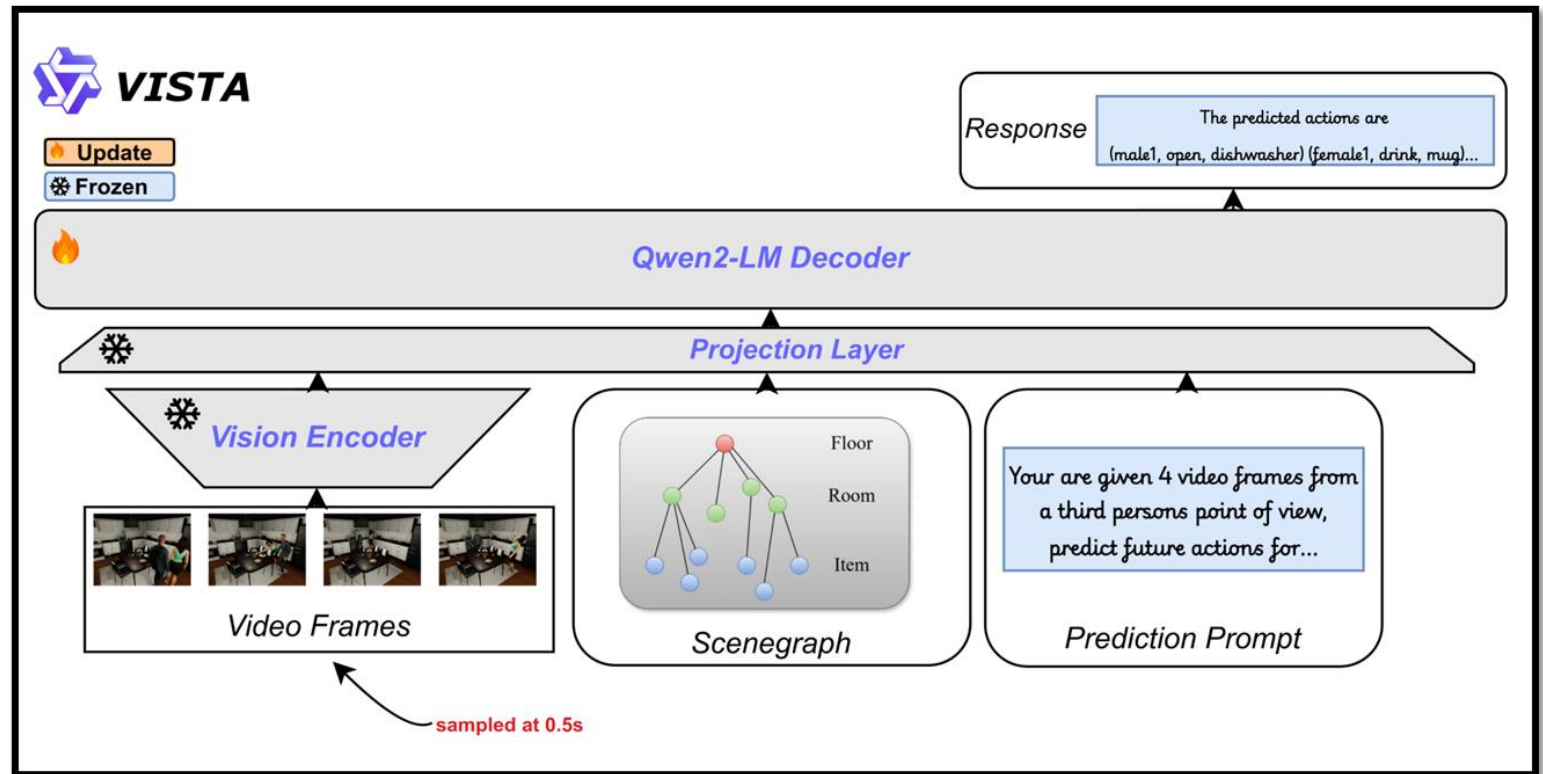 VISTA
Update
Frozen
Response
The predicted actions are
(male1, open, dishwasher) (female1, drink, mug)...
Qwen2-LM Decoder
Projection Layer
Vision Encoder
Video Frames
sampled at 0.5s
Floor
Room
Item
Scenegraph
Your are given 4 video frames from
a third persons point of view,
predict future actions for...
Prediction Prompt